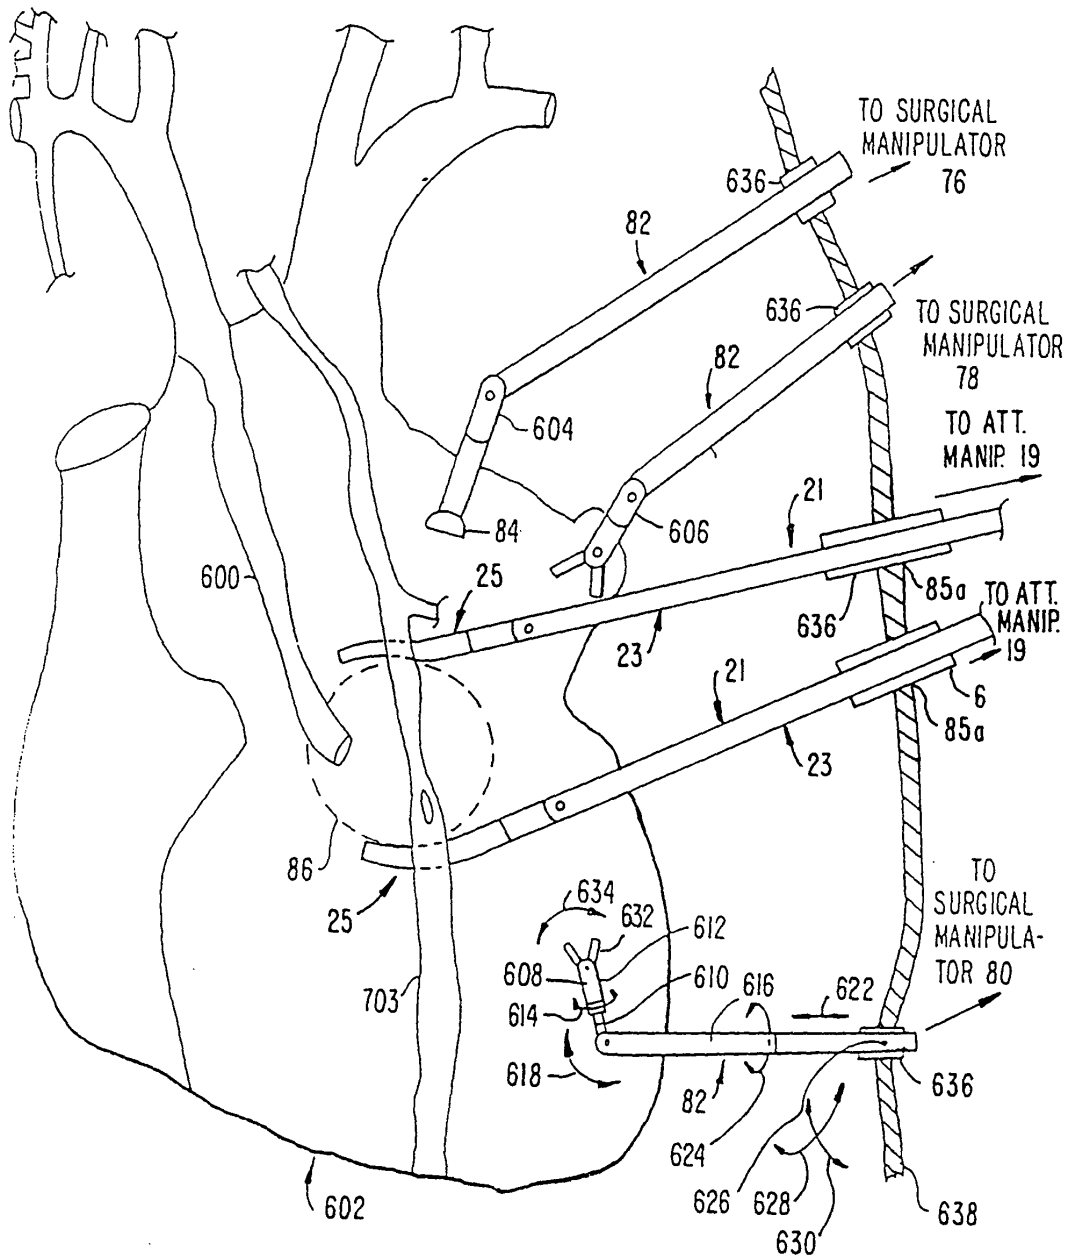 TO SURGICAL
MANIPULATOR
76
636
82
636
TO SURGICAL
MANIPULATOR
78
82
604
TO ATT.
MANIP. 19
84
21
606
600
25
85a
636
TO ATT.
MANIP.
19
23
21
6
85a
23
86
25
TO
SURGICAL
MANIPULA-
TOR 80
634
632
612
608
610
616
622
703
614
618
82
636
624
626
628
630
638
602